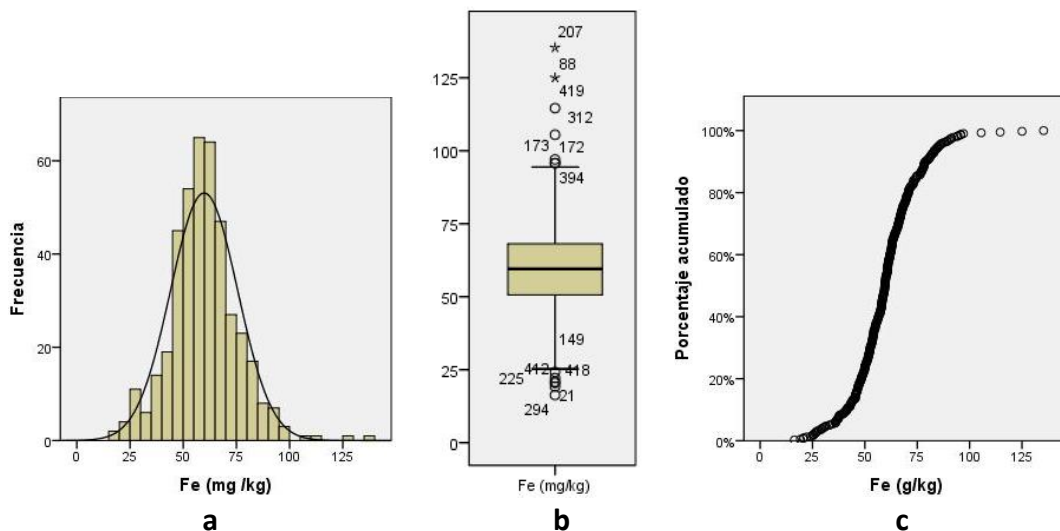 Frecuencia
60
40
20
0
0 25 50 75 100 125
Fe (mg /kg)
a
125
100
75
50
25
0
207
88
419
312
173 172
394
149
412 418
225
21
294
Fe (mg/kg)
b
Porcentaje acumulado
100%
80%
60%
40%
20%
0%
0 25 50 75 100 125
Fe (g/kg)
c